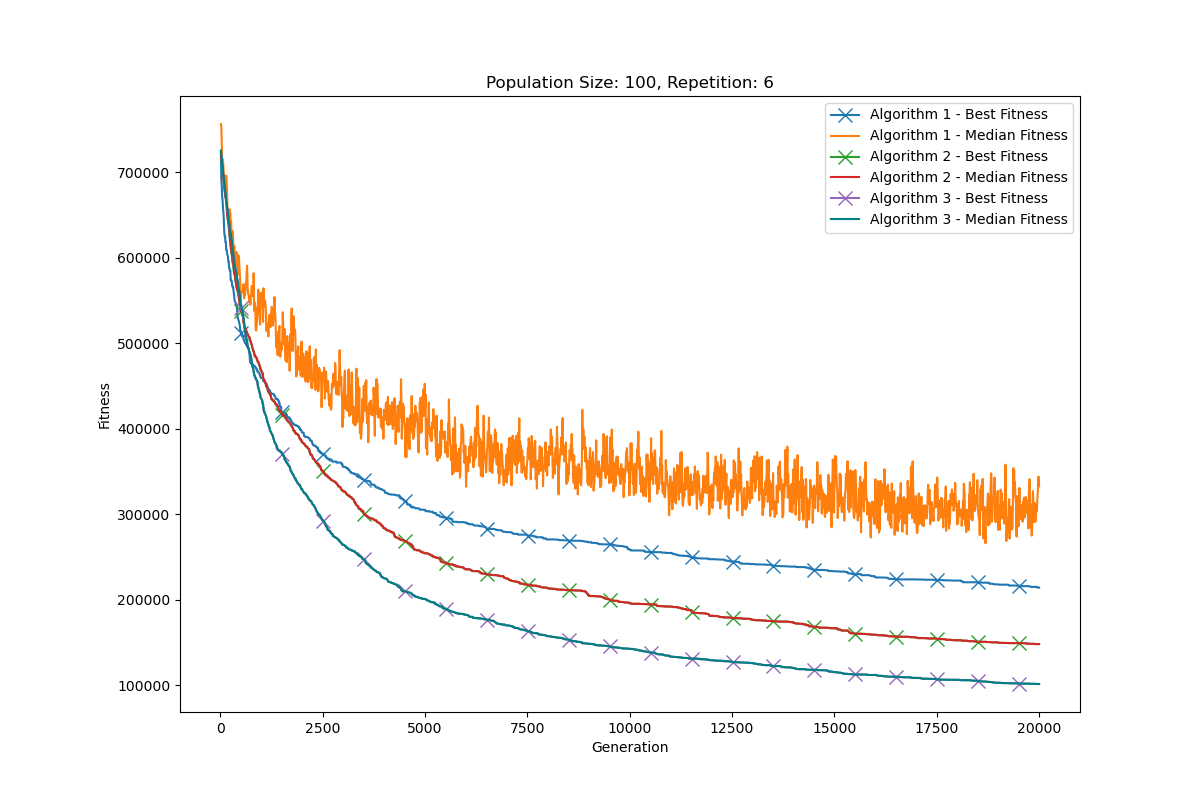 Population Size: 100, Repetition: 6
Algorithm 1 - Best Fitness
Algorithm 1 - Median Fitness
Algorithm 2 - Best Fitness
Algorithm 2 - Median Fitness
Algorithm 3 - Best Fitness
Algorithm 3 - Median Fitness
Fitness
700000
600000
500000
400000
300000
200000
100000
0 2500 5000 7500 10000 12500 15000 17500 20000
Generation